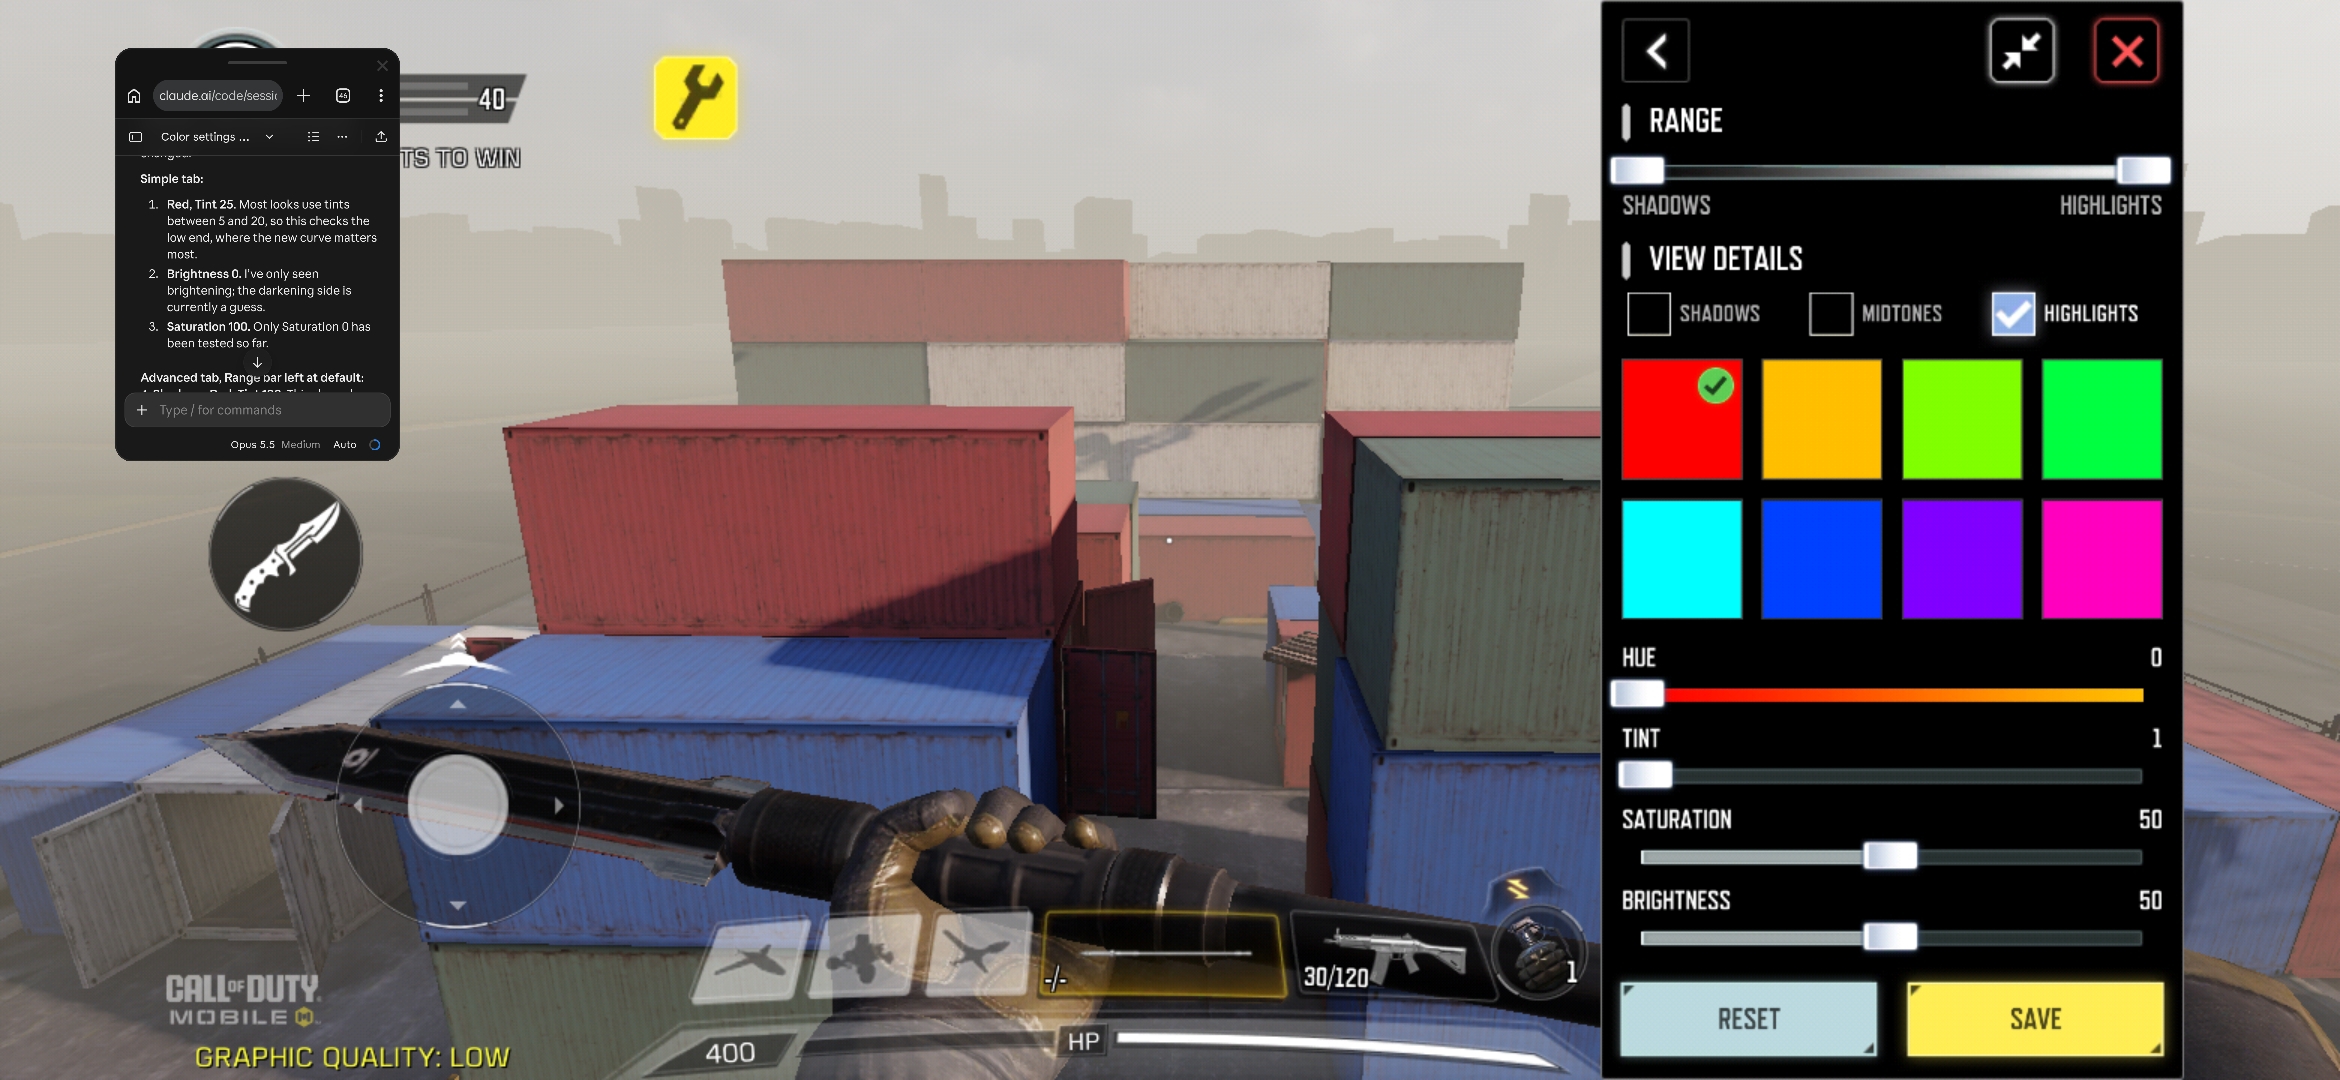 claude.ai/code/sessi
46
Color settings ...
Simple tab:
1. Red, Tint 25. Most looks use tints
between 5 and 20, so this checks the
low end, where the new curve matters
most.
2. Brightness 0. I've only seen
brightening; the darkening side is
currently a guess.
3. Saturation 100. Only Saturation 0 has
been tested so far.
Advanced tab, Range bar left at default:
Type / for commands
Opus 5.5 Medium Auto
40
TS TO WIN
CALL OF DUTY
MOBILE
GRAPHIC QUALITY: LOW
400
HP
-/-
30/120
1
RANGE
SHADOWS HIGHLIGHTS
VIEW DETAILS
SHADOWS MIDTONES HIGHLIGHTS
HUE 0
TINT 1
SATURATION 50
BRIGHTNESS 50
RESET SAVE